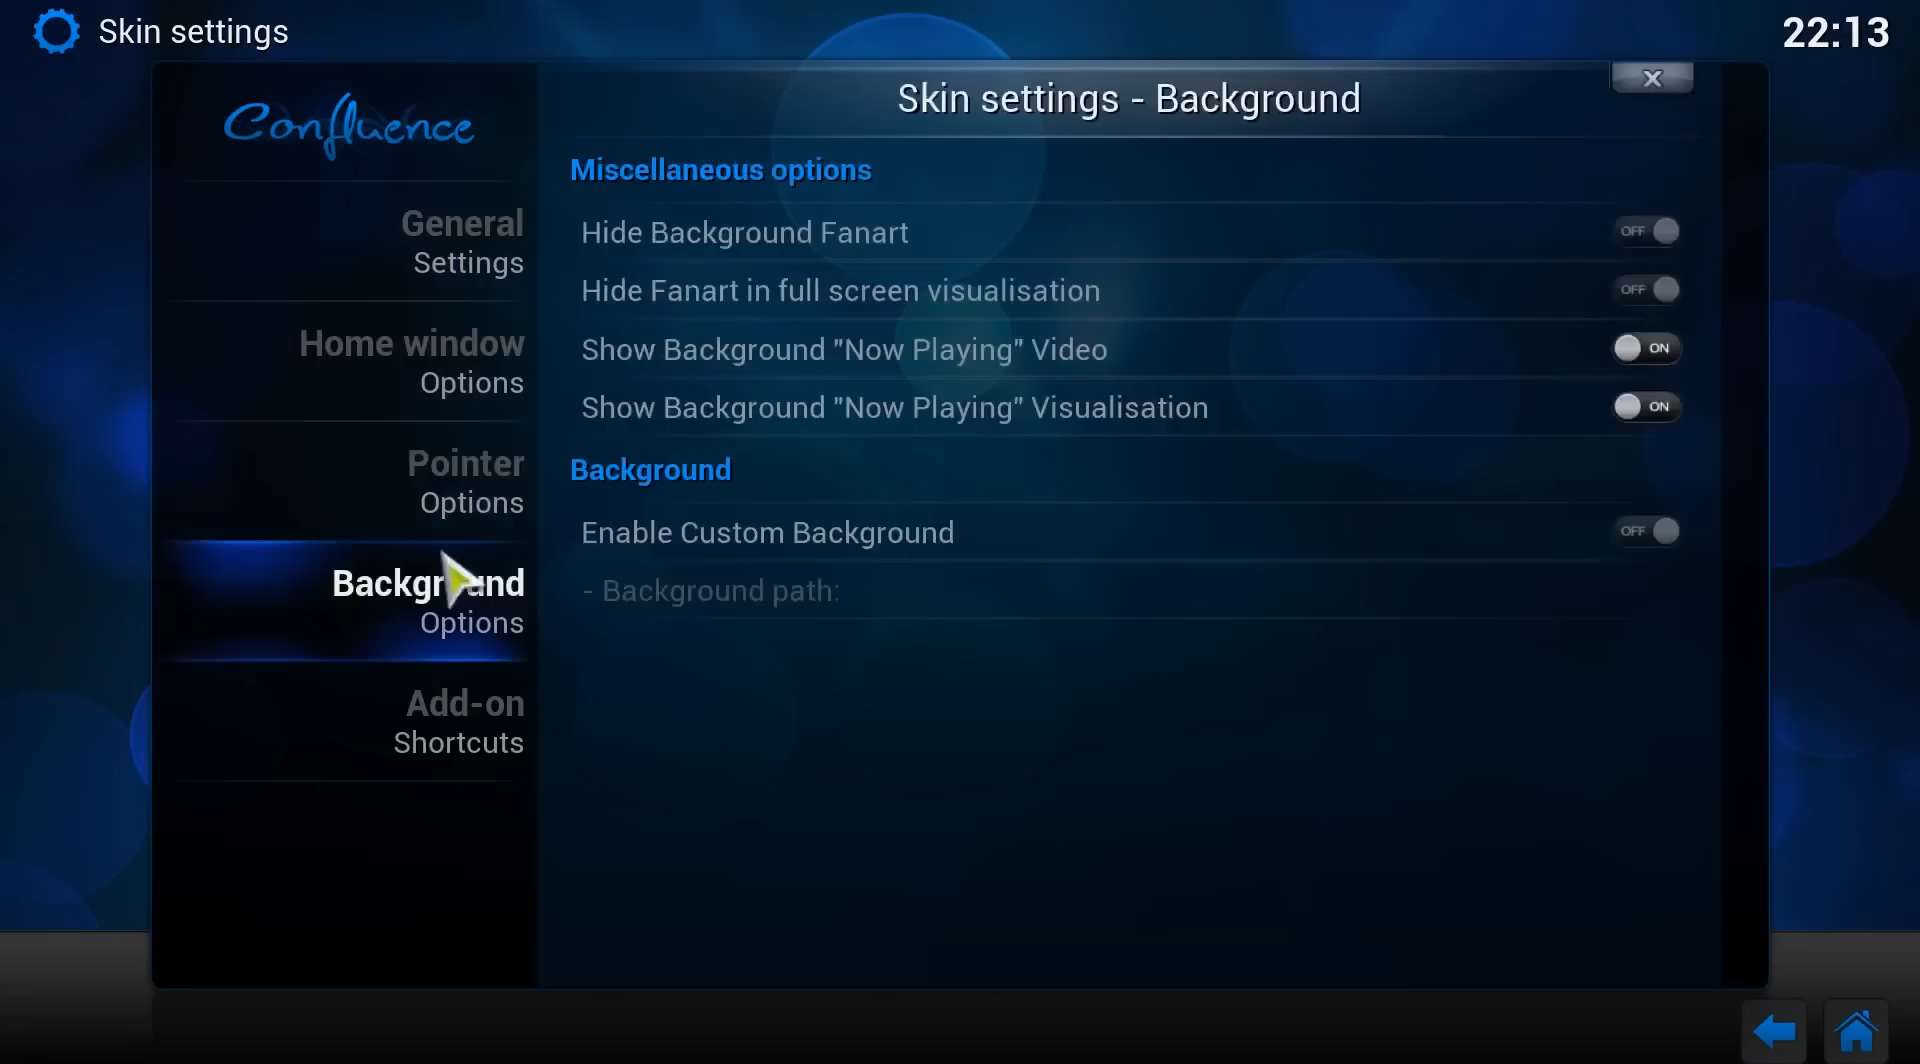 Skin settings
22:13
Confluence
Skin settings - Background
X
General
Settings
Home window
Options
Pointer
Options
Background
Options
Add-on
Shortcuts
Miscellaneous options
Hide Background Fanart OFF
Hide Fanart in full screen visualisation OFF
Show Background "Now Playing" Video ON
Show Background "Now Playing" Visualisation ON
Background
Enable Custom Background OFF
- Background path: